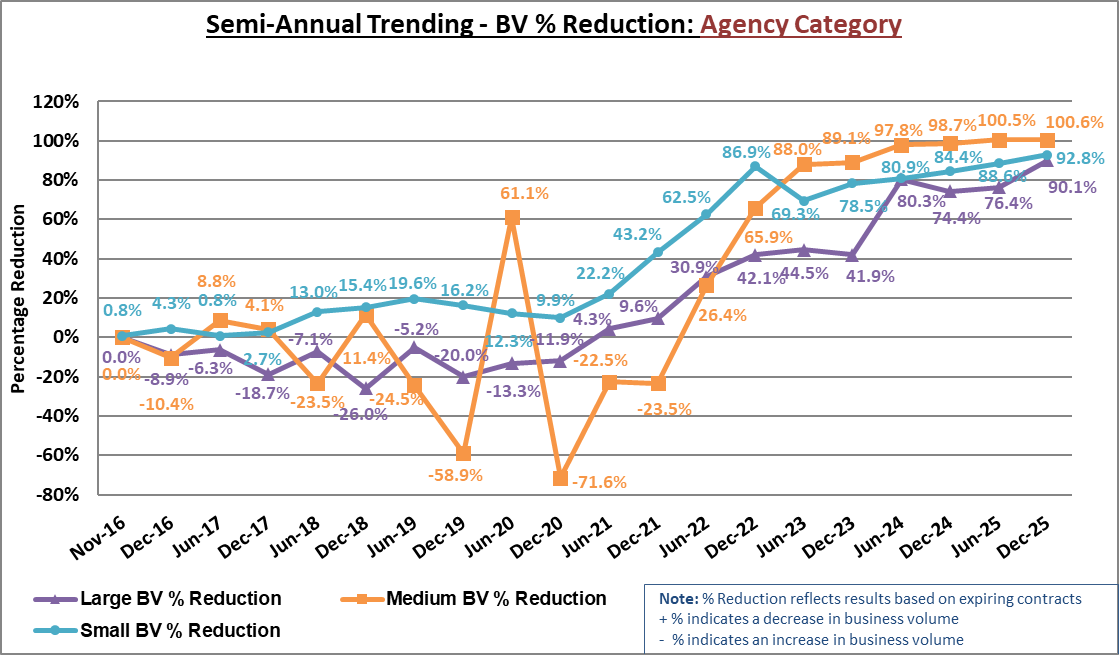 Semi-Annual Trending - BV % Reduction: Agency Category
Percentage Reduction
120%
100%
80%
60%
40%
20%
0%
-20%
-40%
-60%
-80%
0.8% 4.3% 0.8% 2.7% 13.0% 15.4% 19.6% 16.2% 12.3% 9.9% 22.2% 43.2% 62.5% 86.9% 69.3% 78.5% 80.9% 84.4% 88.6% 92.8%
0.0% -10.4% 8.8% 4.1% -23.5% 11.4% -24.5% -58.9% 61.1% -71.6% -22.5% -23.5% 26.4% 65.9% 88.0% 89.1% 97.8% 98.7% 100.5% 100.6%
0.0% -8.9% -6.3% -18.7% -7.1% -26.0% -5.2% -20.0% -13.3% -11.9% 4.3% 9.6% 30.9% 42.1% 44.5% 41.9% 80.3% 74.4% 76.4% 90.1%
Nov-16 Dec-16 Jun-17 Dec-17 Jun-18 Dec-18 Jun-19 Dec-19 Jun-20 Dec-20 Jun-21 Dec-21 Jun-22 Dec-22 Jun-23 Dec-23 Jun-24 Dec-24 Jun-25 Dec-25
Large BV % Reduction
Medium BV % Reduction
Small BV % Reduction
Note: % Reduction reflects results based on expiring contracts
+ % indicates a decrease in business volume
- % indicates an increase in business volume